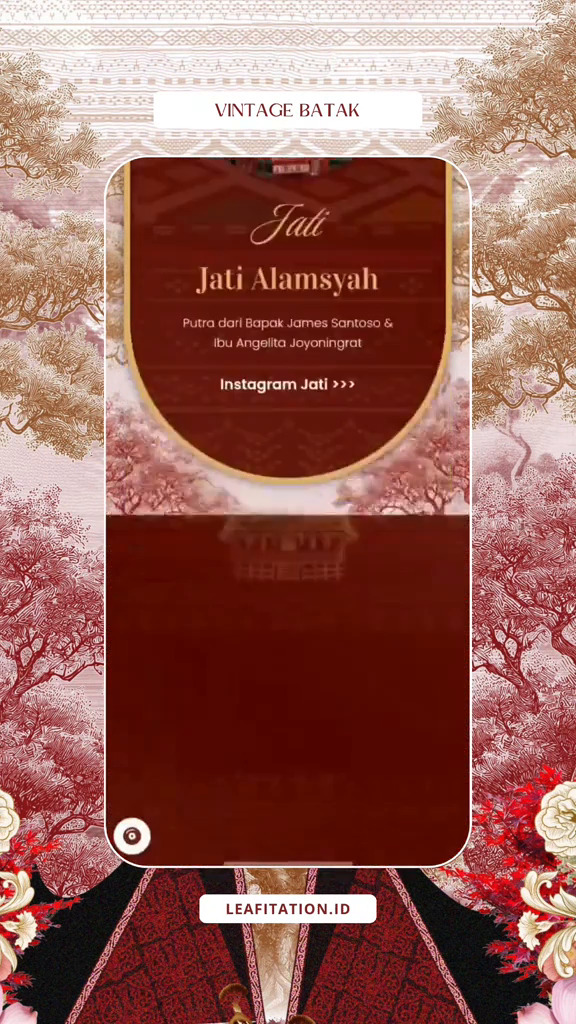 VINTAGE BATAK
Jati
Jati Alamsyah
Putra dari Bapak James Santoso &
Ibu Angelita Joyoningrat
Instagram Jati >>>
LEAFITATION.ID